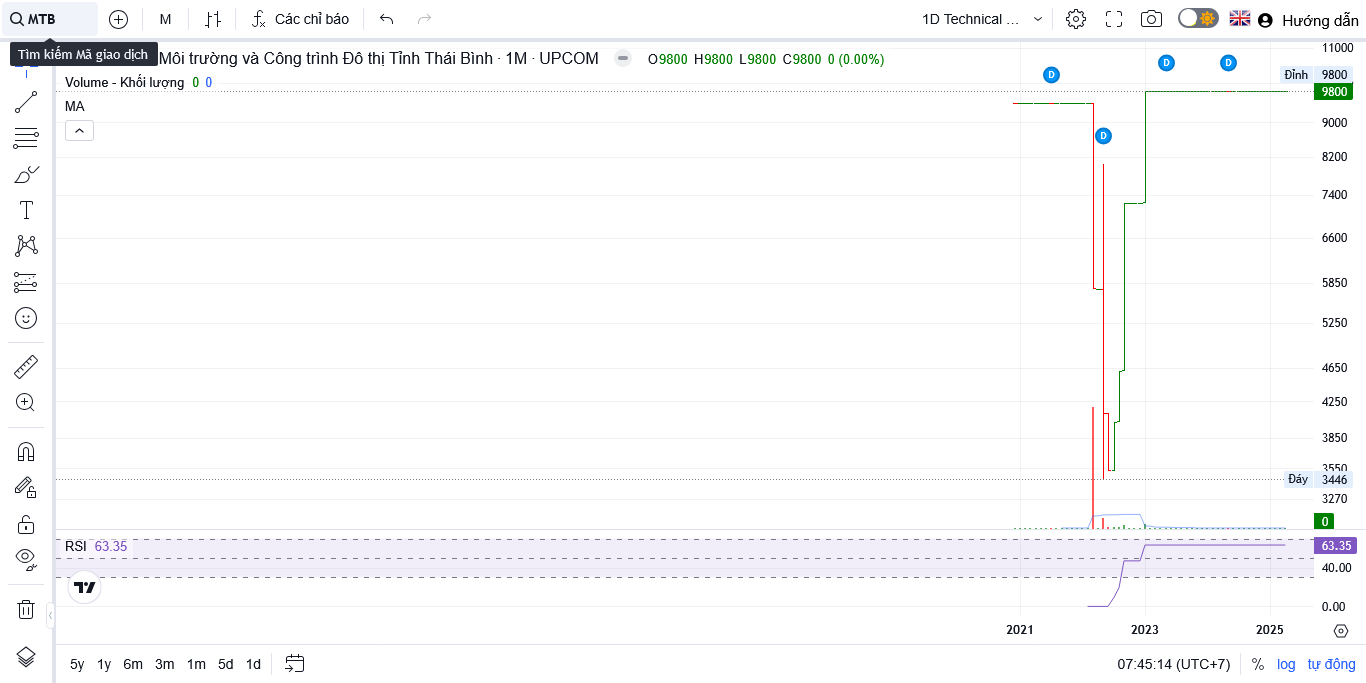 MTB
M
Các chỉ báo
1D Technical ...
Hướng dẫn
Tìm kiếm Mã giao dịch
Môi trường và Công trình Đô thị Tỉnh Thái Bình · 1M · UPCOM
O9800 H9800 L9800 C9800 0 (0.00%)
Volume - Khối lượng 0 0
MA
D
D
D
D
11000
Đỉnh 9800
9800
9000
8200
7400
6600
5850
5250
4650
4250
3850
3550
Đáy 3446
3270
0
RSI 63.35
63.35
40.00
0.00
2021 2023 2025
5y 1y 6m 3m 1m 5d 1d
07:45:14 (UTC+7) % log tự động